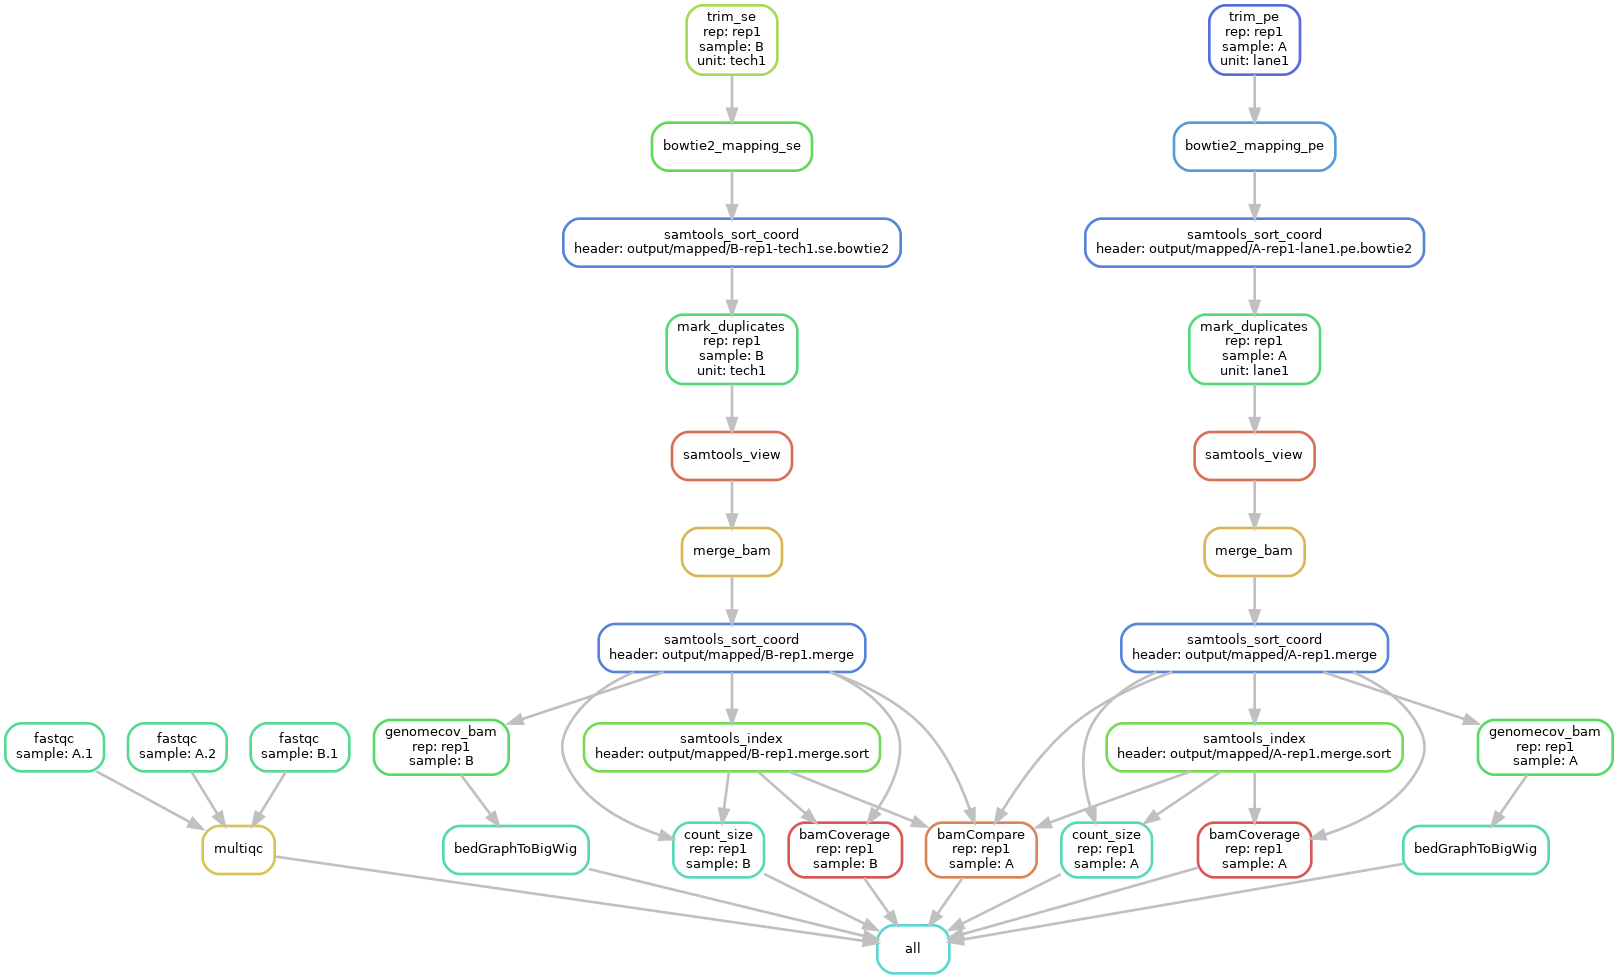 trim_se
rep: rep1
sample: B
unit: tech1
trim_pe
rep: rep1
sample: A
unit: lane1
bowtie2_mapping_se
bowtie2_mapping_pe
samtools_sort_coord
header: output/mapped/B-rep1-tech1.se.bowtie2
samtools_sort_coord
header: output/mapped/A-rep1-lane1.pe.bowtie2
mark_duplicates
rep: rep1
sample: B
unit: tech1
mark_duplicates
rep: rep1
sample: A
unit: lane1
samtools_view
samtools_view
merge_bam
merge_bam
samtools_sort_coord
header: output/mapped/B-rep1.merge
samtools_sort_coord
header: output/mapped/A-rep1.merge
fastqc
sample: A.1
fastqc
sample: A.2
fastqc
sample: B.1
genomecov_bam
rep: rep1
sample: B
samtools_index
header: output/mapped/B-rep1.merge.sort
samtools_index
header: output/mapped/A-rep1.merge.sort
genomecov_bam
rep: rep1
sample: A
multiqc
bedGraphToBigWig
count_size
rep: rep1
sample: B
bamCoverage
rep: rep1
sample: B
bamCompare
rep: rep1
sample: A
count_size
rep: rep1
sample: A
bamCoverage
rep: rep1
sample: A
bedGraphToBigWig
all